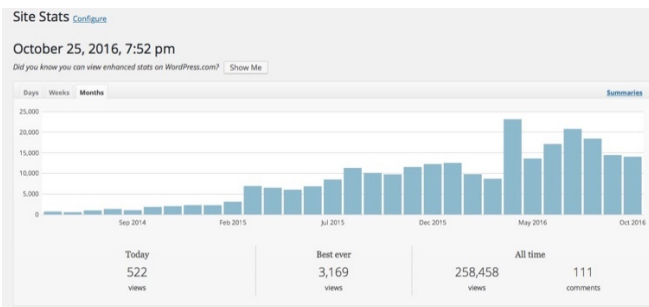 Site Stats Configure
October 25, 2016, 7:52 pm
Did you know you can view enhanced stats on WordPress.com? Show Me
Days Weeks Months Summaries
25,000
20,000
15,000
10,000
5,000
0
Sep 2014 Feb 2015 Jul 2015 Dec 2015 May 2016 Oct 2016
Today Best ever All time
522 3,169 258,458 111
views views views comments